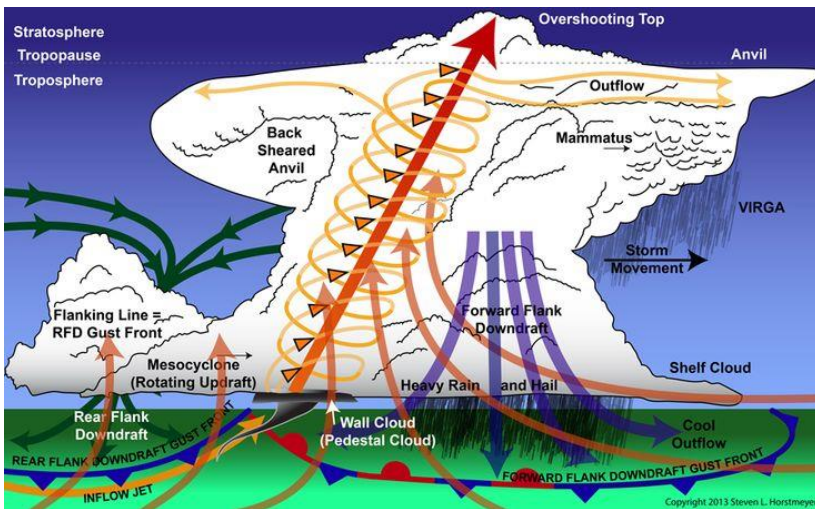 Stratosphere
Tropopause
Troposphere
Overshooting Top
Anvil
Outflow
Back
Sheared
Anvil
Mammatus
VIRGA
Storm
Movement
Flanking Line =
RFD Gust Front
Forward Flank
Downdraft
Mesocyclone
(Rotating Updraft)
Shelf Cloud
Heavy Rain and Hail
Rear Flank
Downdraft
Wall Cloud
(Pedestal Cloud)
Cool
Outflow
REAR FLANK DOWNDRAFT GUST FRONT
INFLOW JET
FORWARD FLANK DOWNDRAFT GUST FRONT
Copyright 2013 Steven L. Horstmeyer